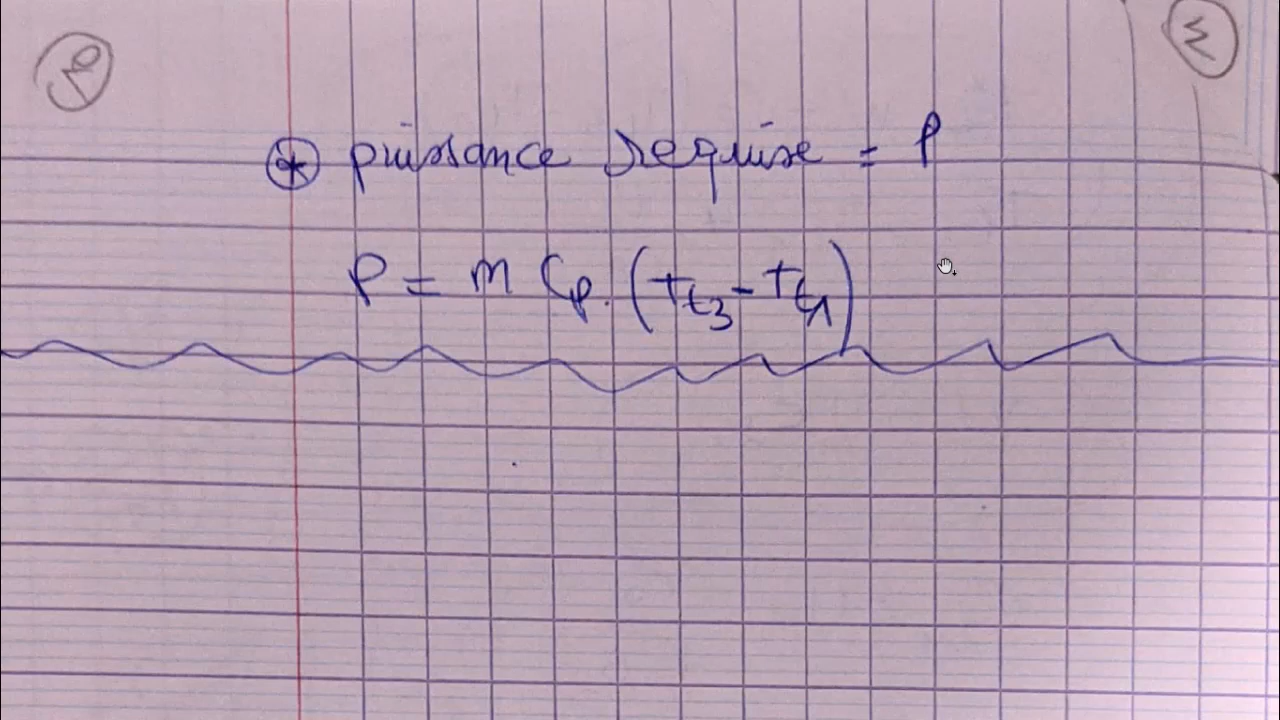 * puissance requise = P
P = m Cp. (Tt3 - Tt1)